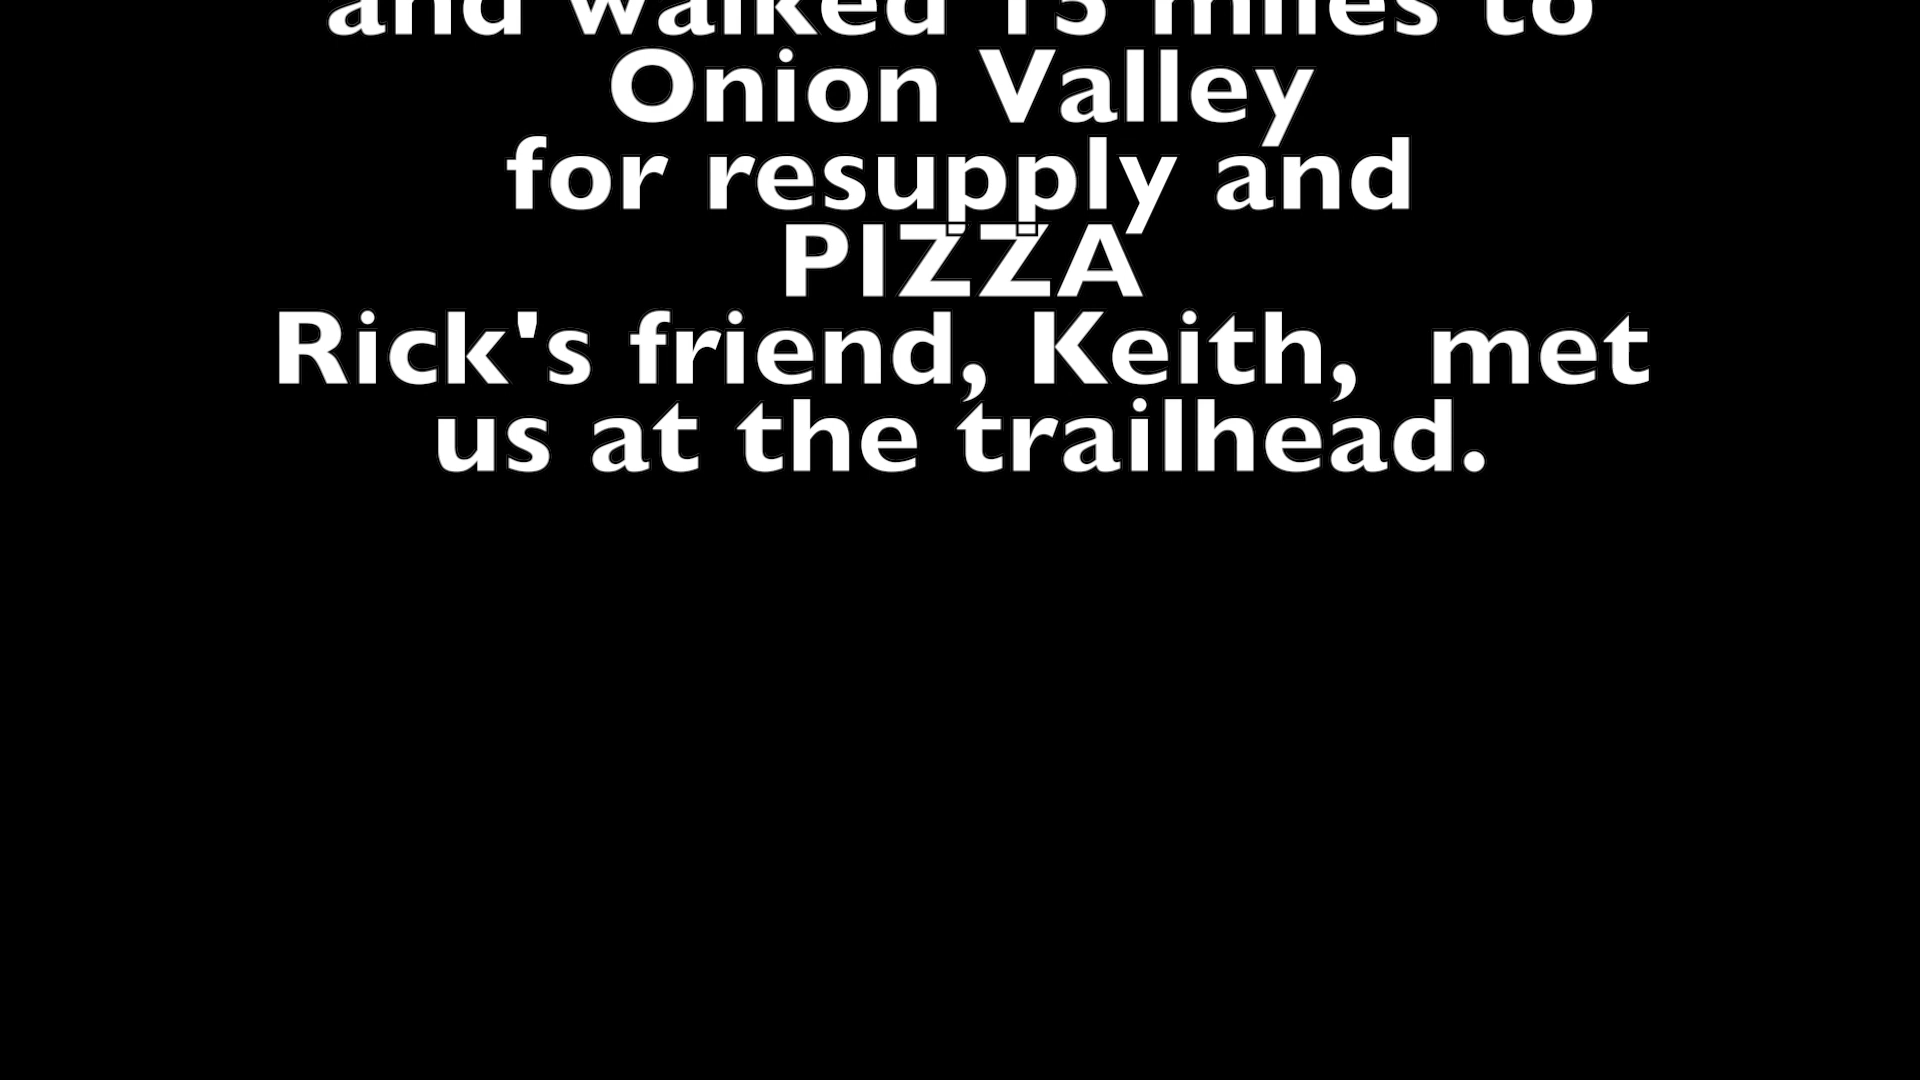 and walked 15 miles to
Onion Valley
for resupply and
PIZZA
Rick's friend, Keith,  met
us at the trailhead.